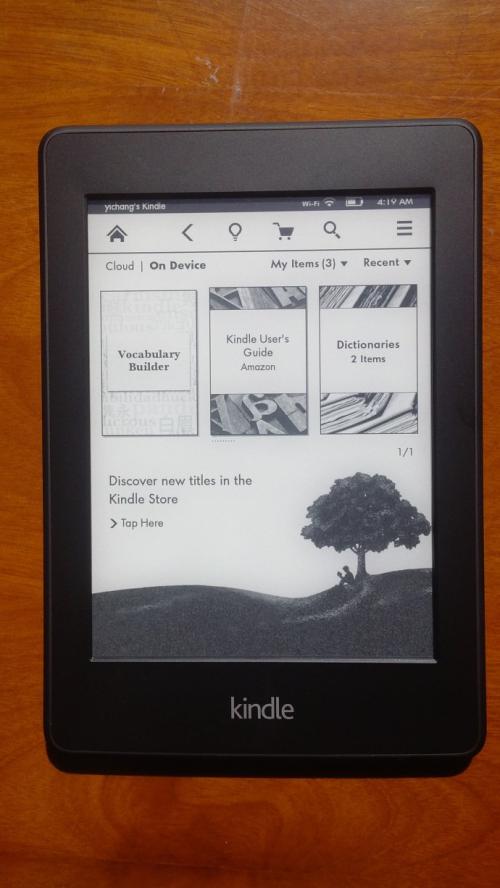 yichang's Kindle Wi-Fi 4:19 AM
Cloud | On Device My Items (3) Recent
Vocabulary
Builder
Kindle User's
Guide
Amazon
Dictionaries
2 Items
1/1
Discover new titles in the
Kindle Store
Tap Here
kindle